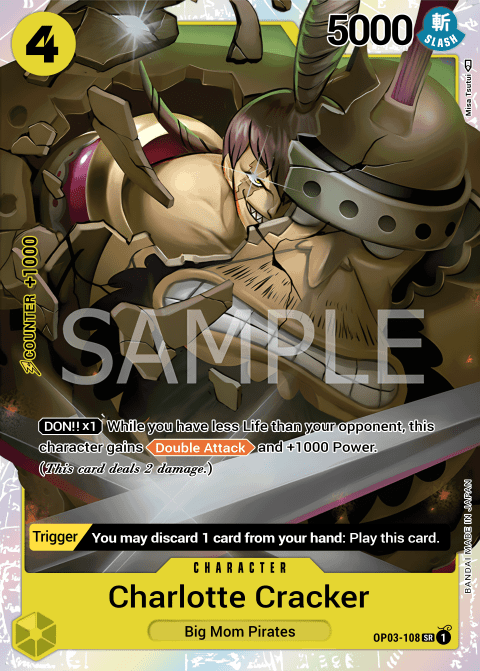 4
5000
斬
SLASH
Misa Tsutui
COUNTER +1000
SAMPLE
DON!! ×1 While you have less Life than your opponent, this
character gains Double Attack and +1000 Power.
(This card deals 2 damage.)
Trigger You may discard 1 card from your hand: Play this card.
BANDAI MADE IN JAPAN
CHARACTER
Charlotte Cracker
Big Mom Pirates
OP03-108 SR 1